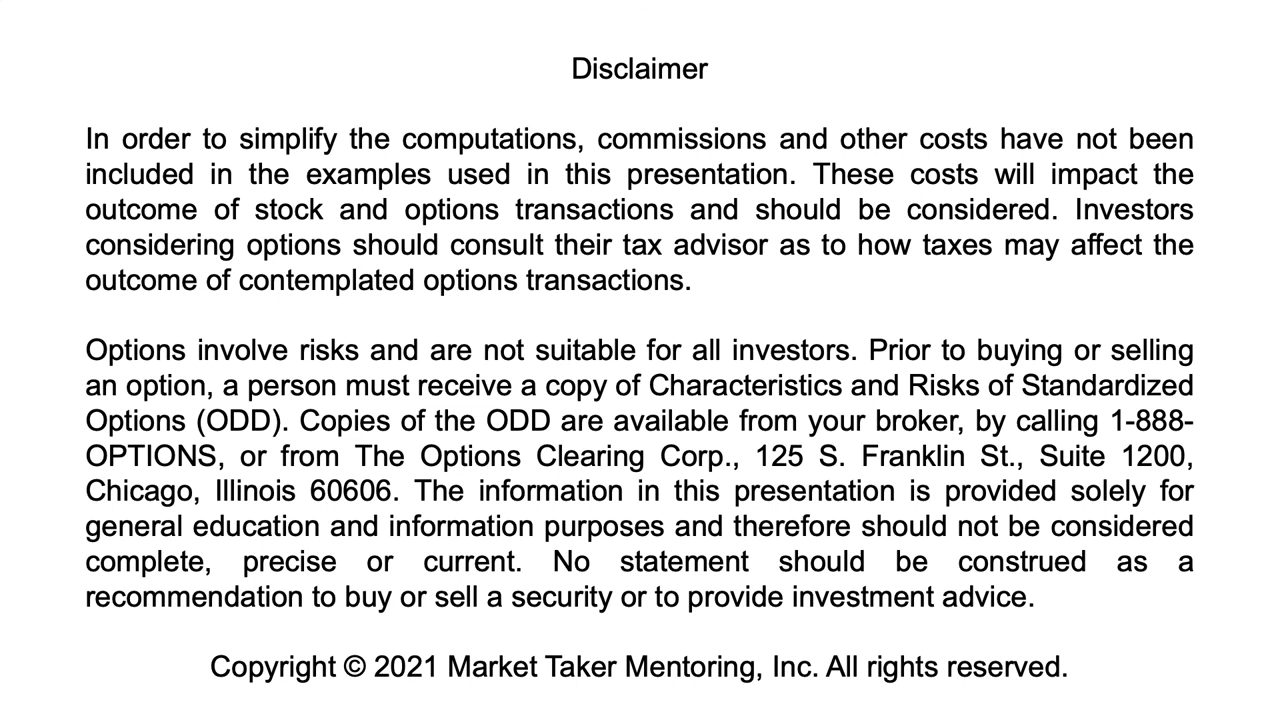 Disclaimer
In order to simplify the computations, commissions and other costs have not been
included in the examples used in this presentation. These costs will impact the
outcome of stock and options transactions and should be considered. Investors
considering options should consult their tax advisor as to how taxes may affect the
outcome of contemplated options transactions.
Options involve risks and are not suitable for all investors. Prior to buying or selling
an option, a person must receive a copy of Characteristics and Risks of Standardized
Options (ODD). Copies of the ODD are available from your broker, by calling 1-888-
OPTIONS, or from The Options Clearing Corp., 125 S. Franklin St., Suite 1200,
Chicago, Illinois 60606. The information in this presentation is provided solely for
general education and information purposes and therefore should not be considered
complete, precise or current. No statement should be construed as a
recommendation to buy or sell a security or to provide investment advice.
Copyright © 2021 Market Taker Mentoring, Inc. All rights reserved.